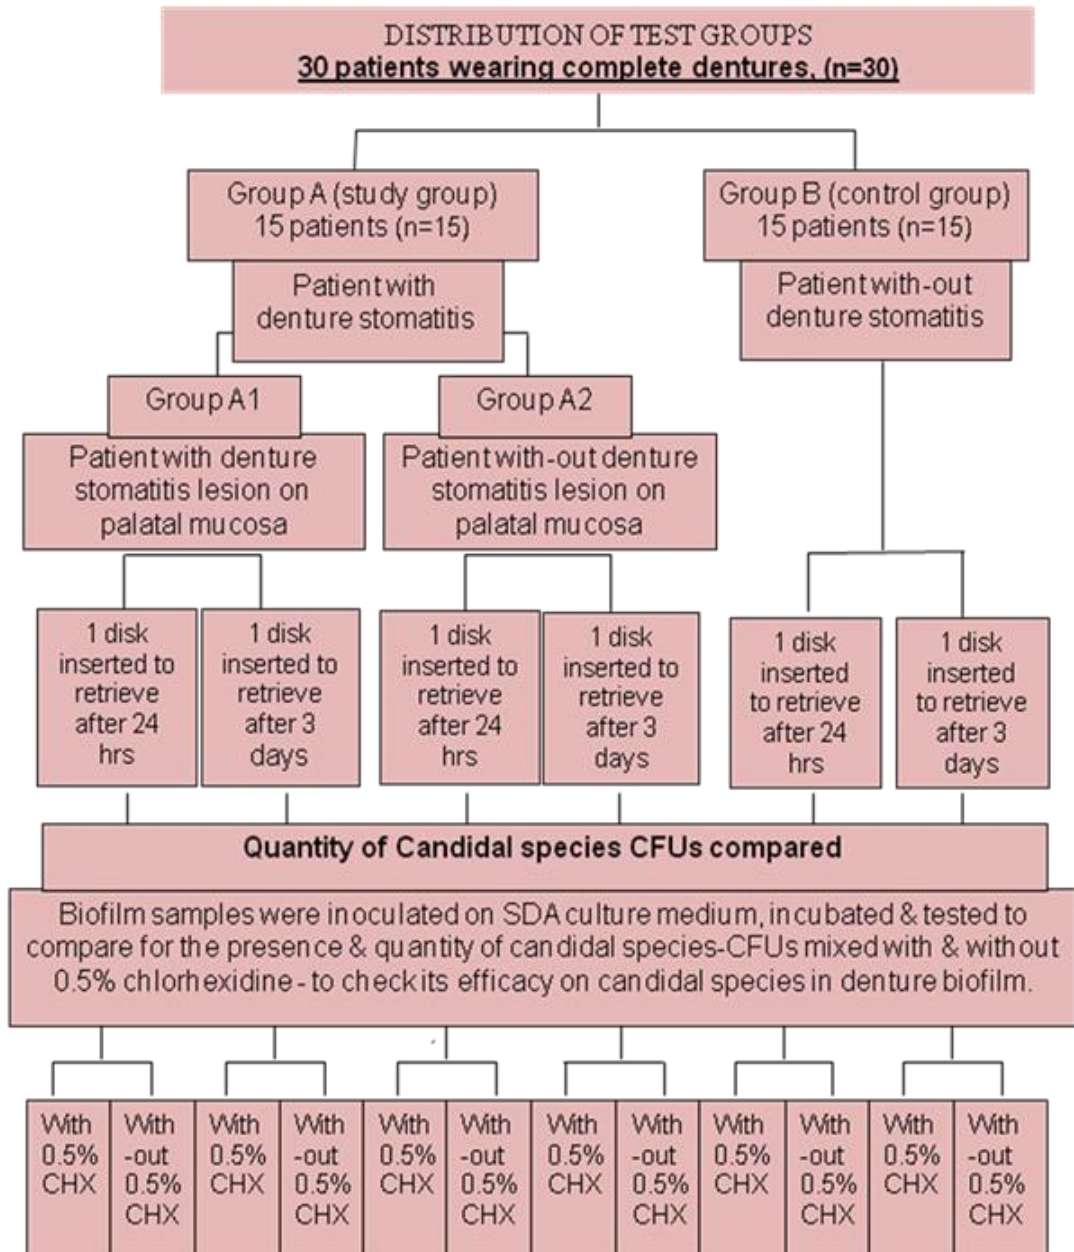 DISTRIBUTION OF TEST GROUPS
30 patients wearing complete dentures, (n=30)
Group A (study group)
15 patients (n=15)
Group B (control group)
15 patients (n=15)
Patient with
denture stomatitis
Patient with-out
denture stomatitis
Group A1
Group A2
Patient with denture
stomatitis lesion on
palatal mucosa
Patient with-out denture
stomatitis lesion on
palatal mucosa
1 disk
inserted to
retrieve
after 24
hrs
1 disk
inserted to
retrieve
after 3
days
1 disk
inserted to
retrieve
after 24
hrs
1 disk
inserted to
retrieve
after 3
days
1 disk
inserted
to retrieve
after 24
hrs
1 disk
inserted
to retrieve
after 3
days
Quantity of Candidal species CFUs compared
Biofilm samples were inoculated on SDA culture medium, incubated & tested to
compare for the presence & quantity of candidal species-CFUs mixed with & without
0.5% chlorhexidine - to check its efficacy on candidal species in denture biofilm.
With
0.5%
CHX
With
-out
0.5%
CHX
With
0.5%
CHX
With
-out
0.5%
CHX
With
0.5%
CHX
With
-out
0.5%
CHX
With
0.5%
CHX
With
-out
0.5%
CHX
With
0.5%
CHX
With
-out
0.5%
CHX
With
0.5%
CHX
With
-out
0.5%
CHX